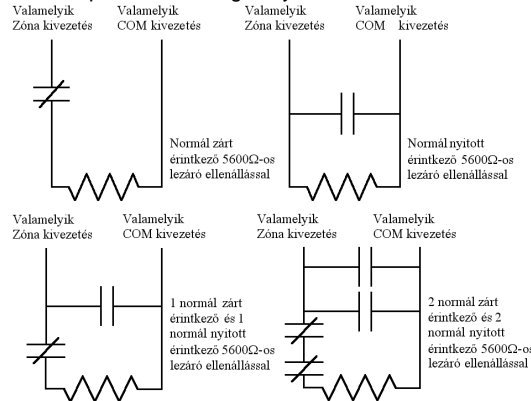 Valamelyik
Zóna kivezetés
Valamelyik
COM kivezetés
Normál zárt
érintkező 5600Ω-os
lezáró ellenállással
Valamelyik
Zóna kivezetés
Valamelyik
COM kivezetés
Normál nyitott
érintkező 5600Ω-os
lezáró ellenállással
Valamelyik
Zóna kivezetés
Valamelyik
COM kivezetés
1 normál zárt
érintkező és 1
normál nyitott
érintkező 5600Ω-os
lezáró ellenállással
Valamelyik
Zóna kivezetés
Valamelyik
COM kivezetés
2 normál zárt
érintkező és 2
normál nyitott
érintkező 5600Ω-os
lezáró ellenállással